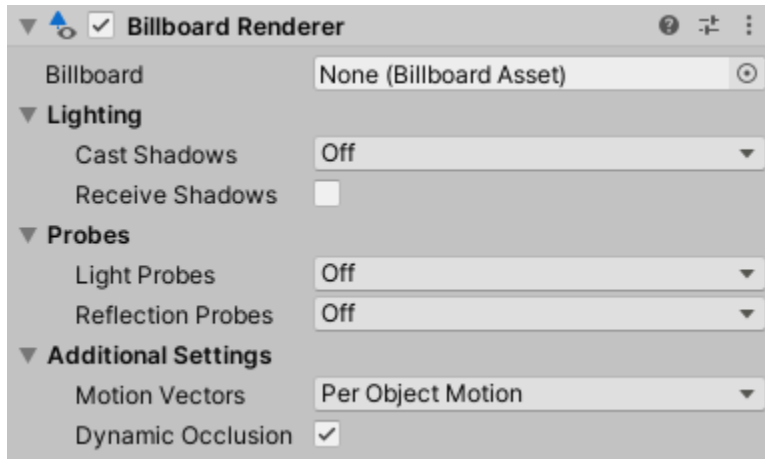 Billboard Renderer
Billboard None (Billboard Asset)
Lighting
Cast Shadows Off
Receive Shadows
Probes
Light Probes Off
Reflection Probes Off
Additional Settings
Motion Vectors Per Object Motion
Dynamic Occlusion